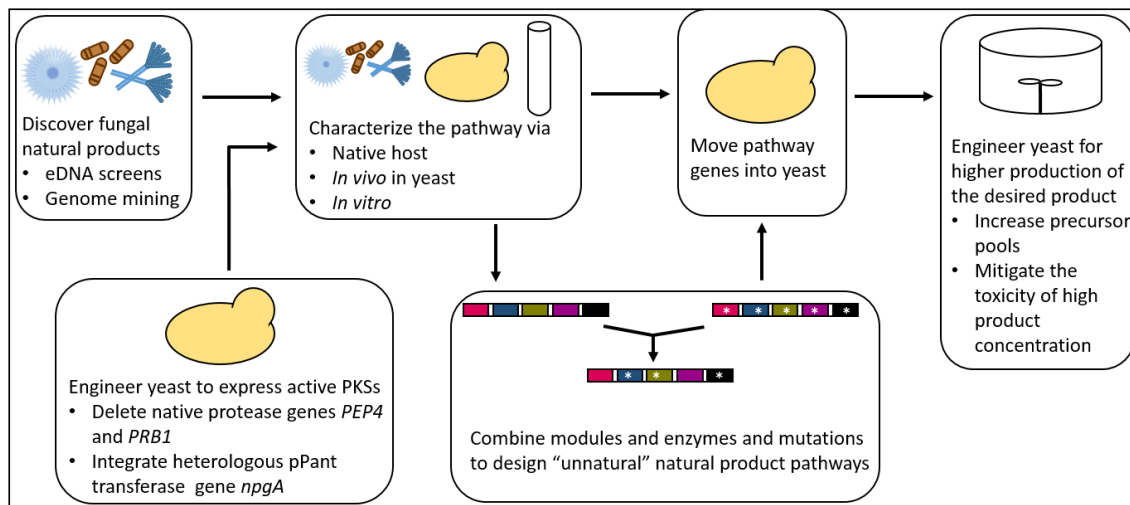 Discover fungal
natural products
• eDNA screens
• Genome mining
Characterize the pathway via
• Native host
• In vivo in yeast
• In vitro
Move pathway
genes into yeast
Engineer yeast for
higher production of
the desired product
• Increase precursor
pools
• Mitigate the
toxicity of high
product
concentration
Engineer yeast to express active PKSs
• Delete native protease genes PEP4
and PRB1
• Integrate heterologous pPant
transferase gene npgA
* * * * *
* * *
Combine modules and enzymes and mutations
to design “unnatural” natural product pathways